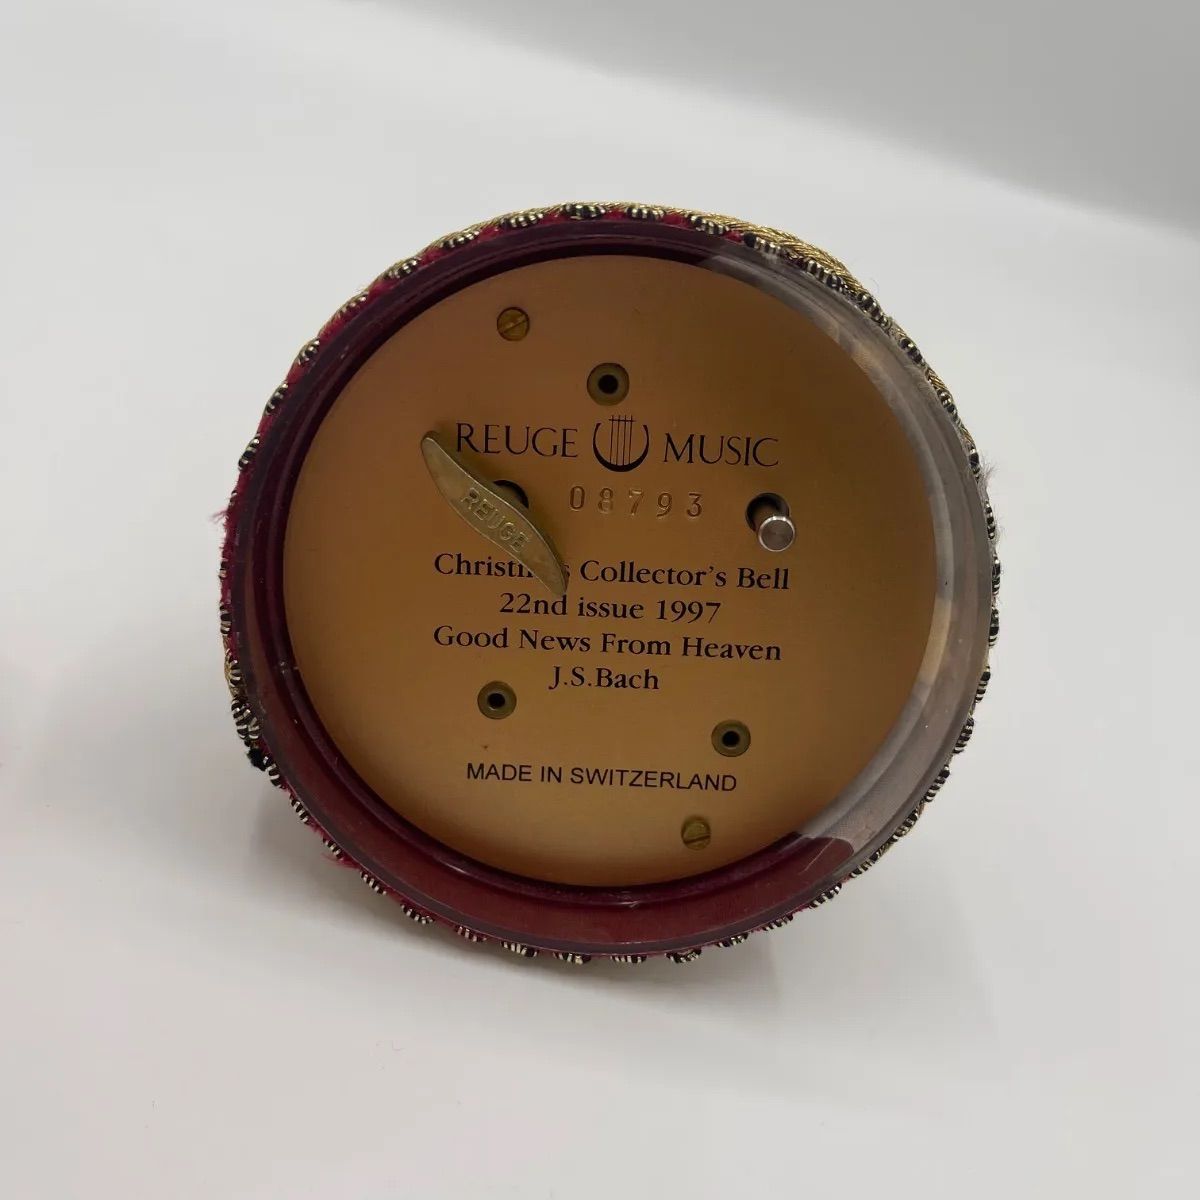 REUGE MUSIC
08793
REUGE
Christmas Collector's Bell
22nd issue 1997
Good News From Heaven
J.S.Bach
MADE IN SWITZERLAND